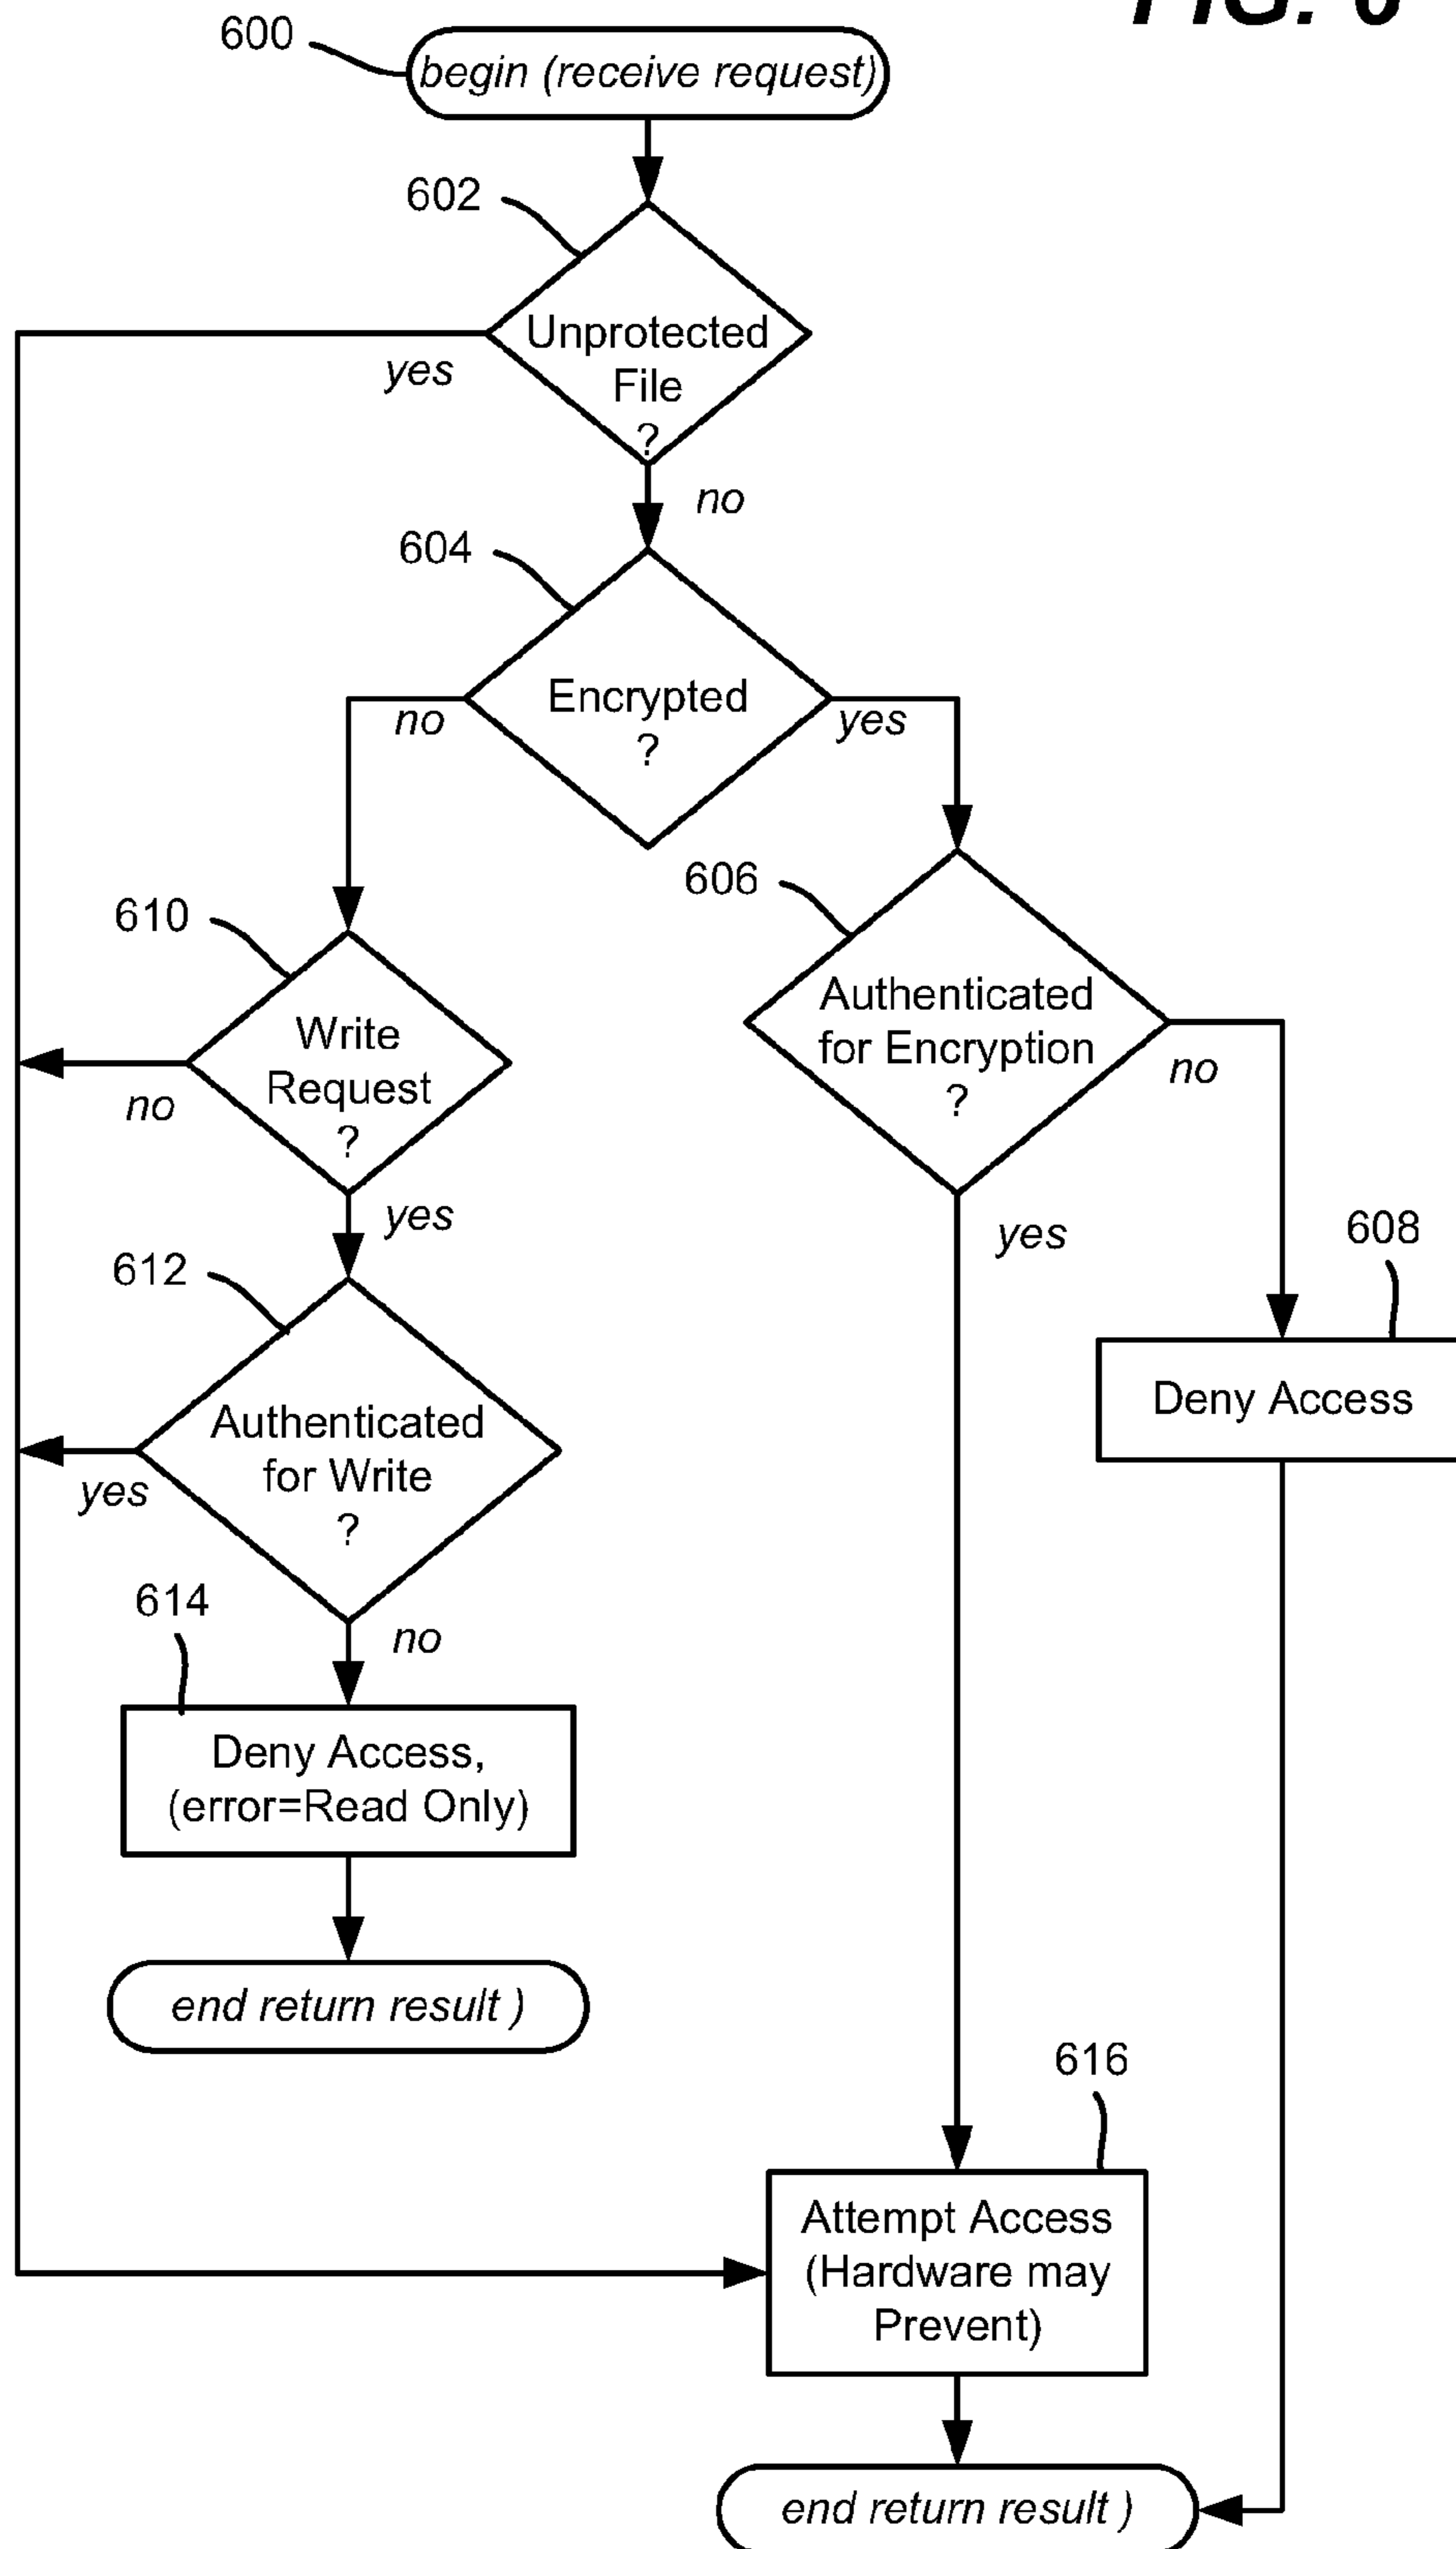 FIG. 6
600
begin (receive request)
602
Unprotected
File
?
yes
no
604
Encrypted
?
no
yes
606
610
Authenticated
for Encryption
?
Write
Request
?
no
no
yes
yes
608
612
Deny Access
Authenticated
for Write
?
yes
614
no
Deny Access,
(error=Read Only)
end return result )
616
Attempt Access
(Hardware may
Prevent)
end return result )